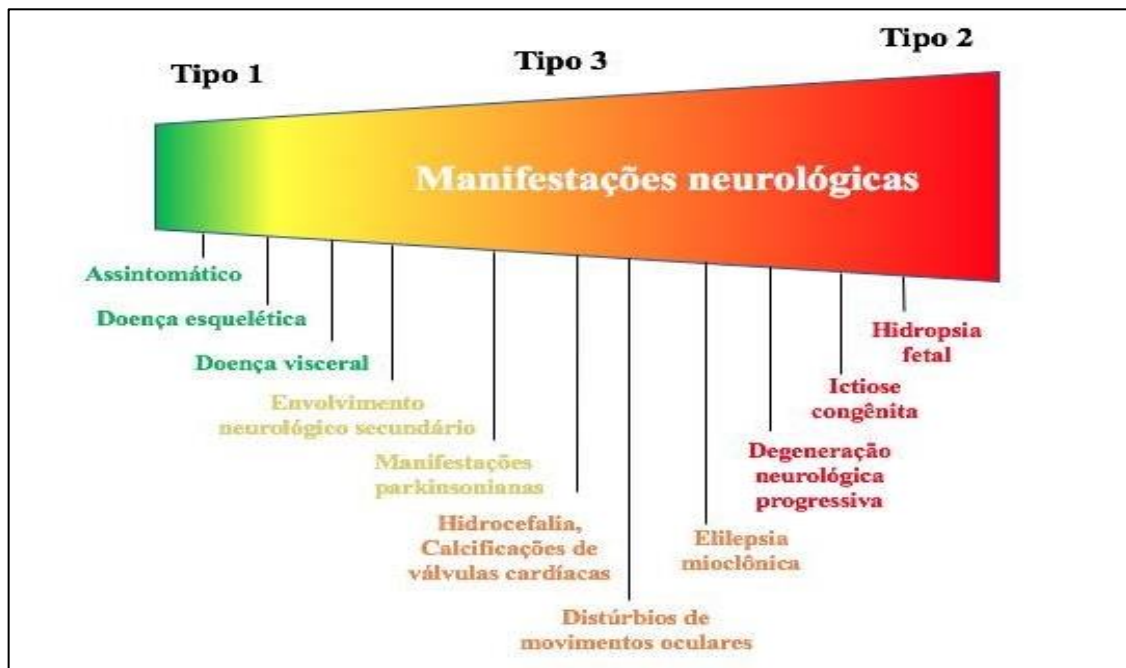 Tipo 1
Tipo 3
Tipo 2
Manifestações neurológicas
Assintomático
Doença esquelética
Doença visceral
Envolvimento
neurológico secundário
Manifestações
parkinsonianas
Hidrocefalia,
Calcificações de
válvulas cardíacas
Distúrbios de
movimentos oculares
Elilepsia
mioclônica
Degeneração
neurológica
progressiva
Ictiose
congênita
Hidropsia
fetal